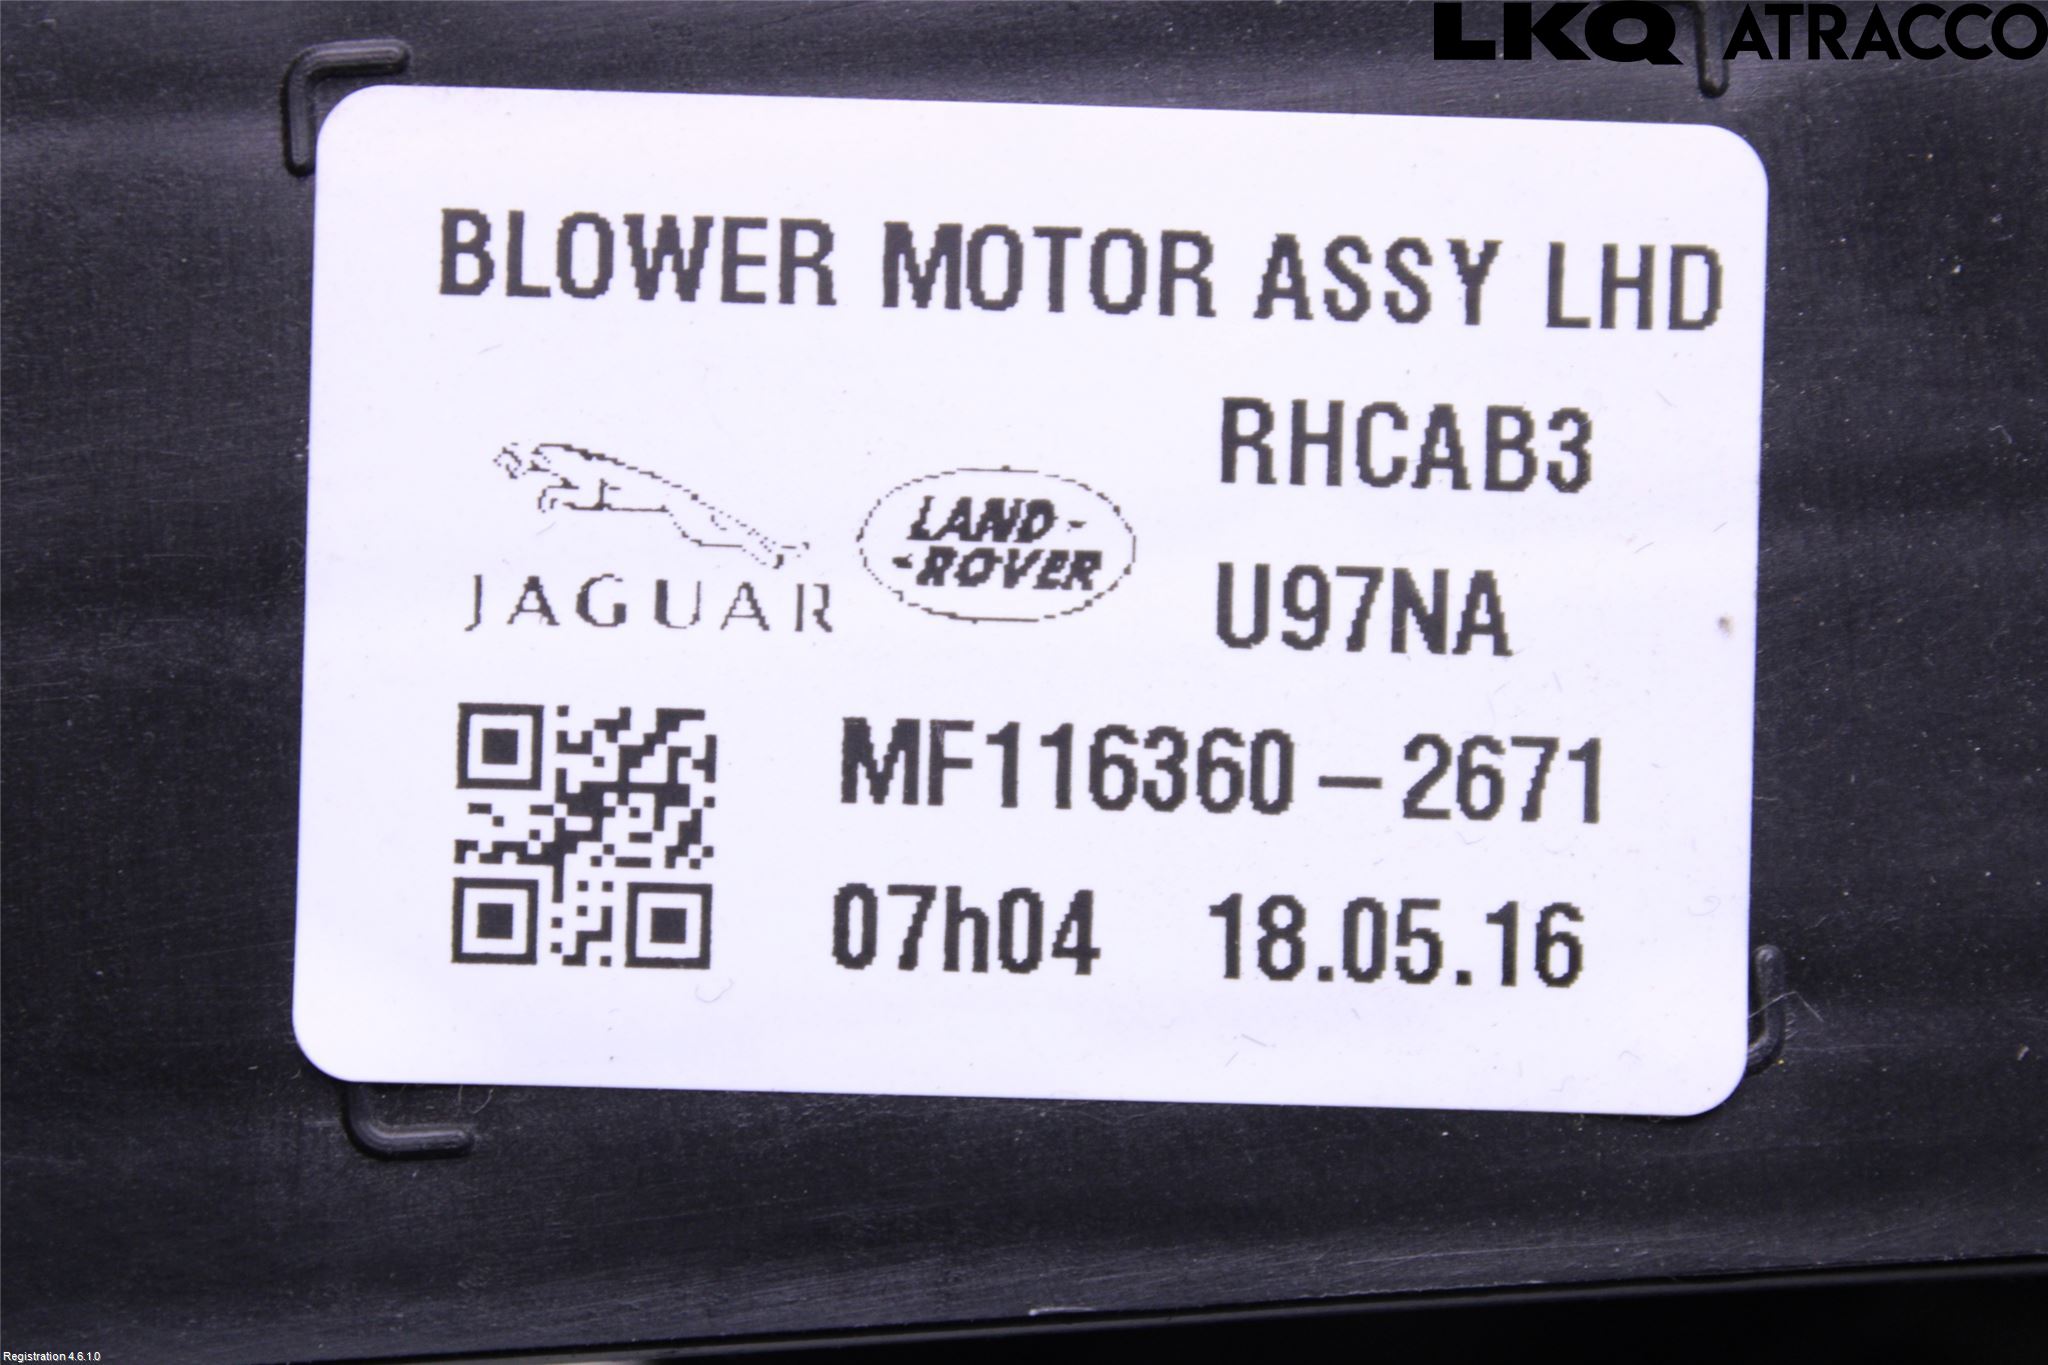 LKQ ATRACCO
BLOWER MOTOR ASSY LHD
RHCAB3
JAGUAR
LAND-
-ROVER
U97NA
MF116360-2671
07h04 18.05.16
Registration 4.6.1.0